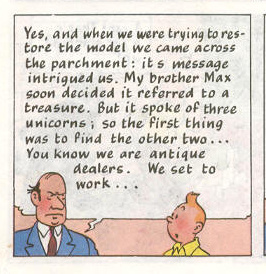 Yes, and when we were trying to res-
tore the model we came across
the parchment: its message
intrigued us. My brother Max
soon decided it referred to a
treasure. But it spoke of three
unicorns; so the first thing
was to find the other two...
You know we are antique
dealers. We set to
work...